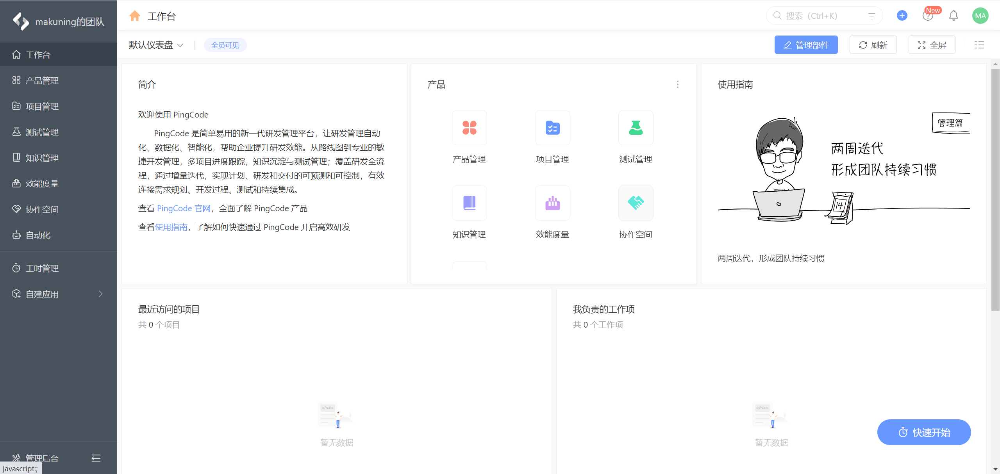 makuning的团队
工作台
产品管理
项目管理
测试管理
知识管理
效能度量
协作空间
自动化
工时管理
自建应用
管理后台
javascript:;
工作台
搜索（Ctrl+K）
New
MA
默认仪表盘
全员可见
管理部件
刷新
全屏
简介
欢迎使用 PingCode
PingCode 是简单易用的新一代研发管理平台，让研发管理自动
化、数据化、智能化，帮助企业提升研发效能。从路线图到专业的敏
捷开发管理，多项目进度跟踪，知识沉淀与测试管理；覆盖研发全流
程，通过增量迭代，实现计划、研发和交付的可预测和可控制，有效
连接需求规划、开发过程、测试和持续集成。
查看 PingCode 官网，全面了解 PingCode 产品
查看使用指南，了解如何快速通过 PingCode 开启高效研发
产品
产品管理
项目管理
测试管理
知识管理
效能度量
协作空间
使用指南
管理篇
两周迭代
形成团队持续习惯
14
两周迭代，形成团队持续习惯
最近访问的项目
共 0 个项目
</null>
暂无数据
我负责的工作项
共 0 个工作项
</null>
暂无数据
快速开始